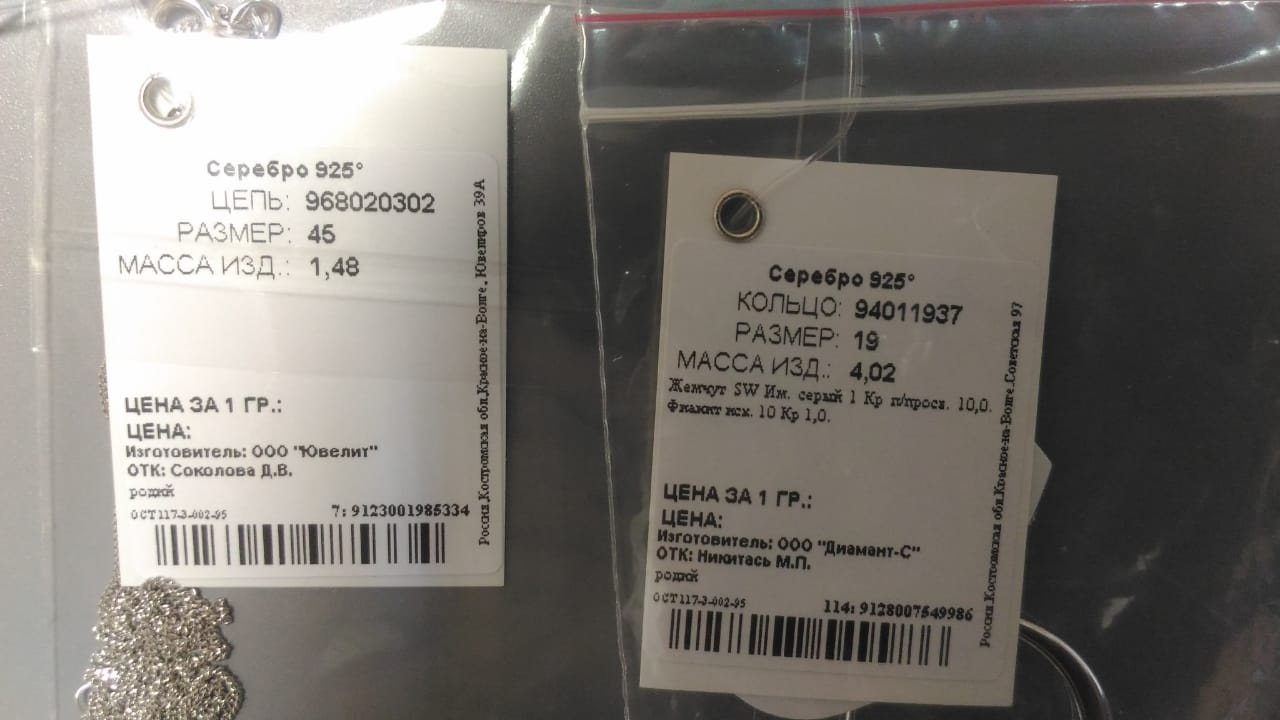 Серебро 925°
ЦЕПЬ: 968020302
РАЗМЕР: 45
МАССА ИЗД.: 1,48
ЦЕНА ЗА 1 ГР.:
ЦЕНА:
Изготовитель: ООО "Ювелит"
ОТК: Соколова Д.В.
родий
ОСТ117-3-002-95 7: 9123001985334
Россия,Костромская обл,Красное-на-Волге, Ювелиров 39А
Серебро 925°
КОЛЬЦО: 94011937
РАЗМЕР: 19
МАССА ИЗД.: 4,02
Жемчуг SW Им. серый 1 Кр п/просв. 10,0.
Фианит иск. 10 Кр 1,0.
ЦЕНА ЗА 1 ГР.:
ЦЕНА:
Изготовитель: ООО "Диамант-С"
ОТК: Никитась М.П.
родий
ОСТ117-3-002-95 114: 9128007549986
Россия,Костромская обл,Красное-на-Волге,Советская 97